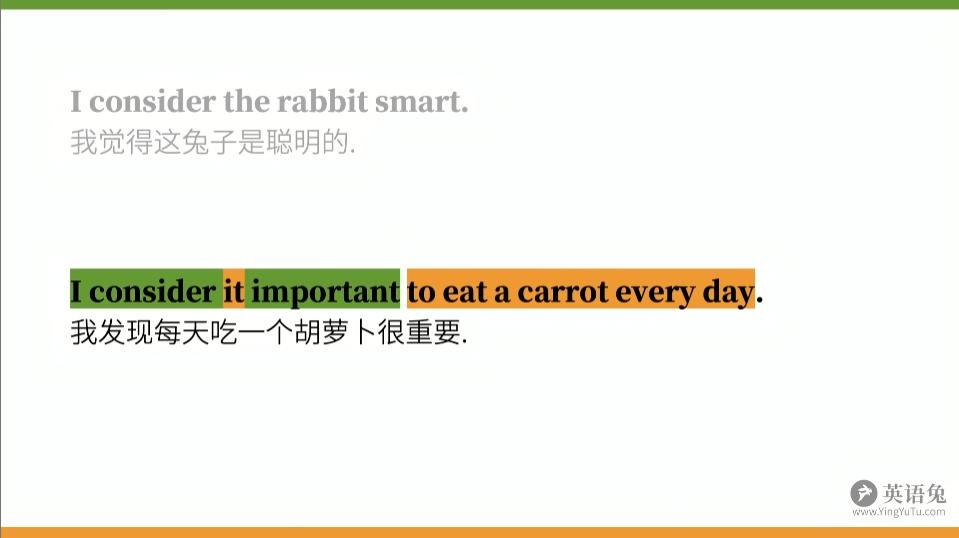 I consider the rabbit smart.
我觉得这兔子是聪明的.
I consider it important to eat a carrot every day.
我发现每天吃一个胡萝卜很重要.
英语兔
www.YingYuTu.com